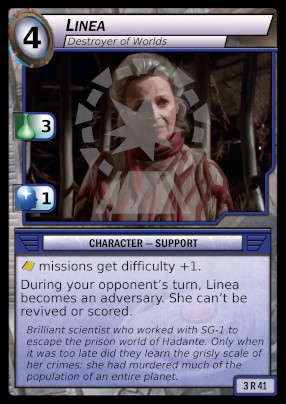 LINEA
4
Destroyer of Worlds
3
1
CHARACTER – SUPPORT
missions get difficulty +1.
During your opponent's turn, Linea
becomes an adversary. She can't be
revived or scored.
Brilliant scientist who worked with SG-1 to
escape the prison world of Hadante. Only when
it was too late did they learn the grisly scale of
her crimes: she had murdered much of the
population of an entire planet.
3 R 41